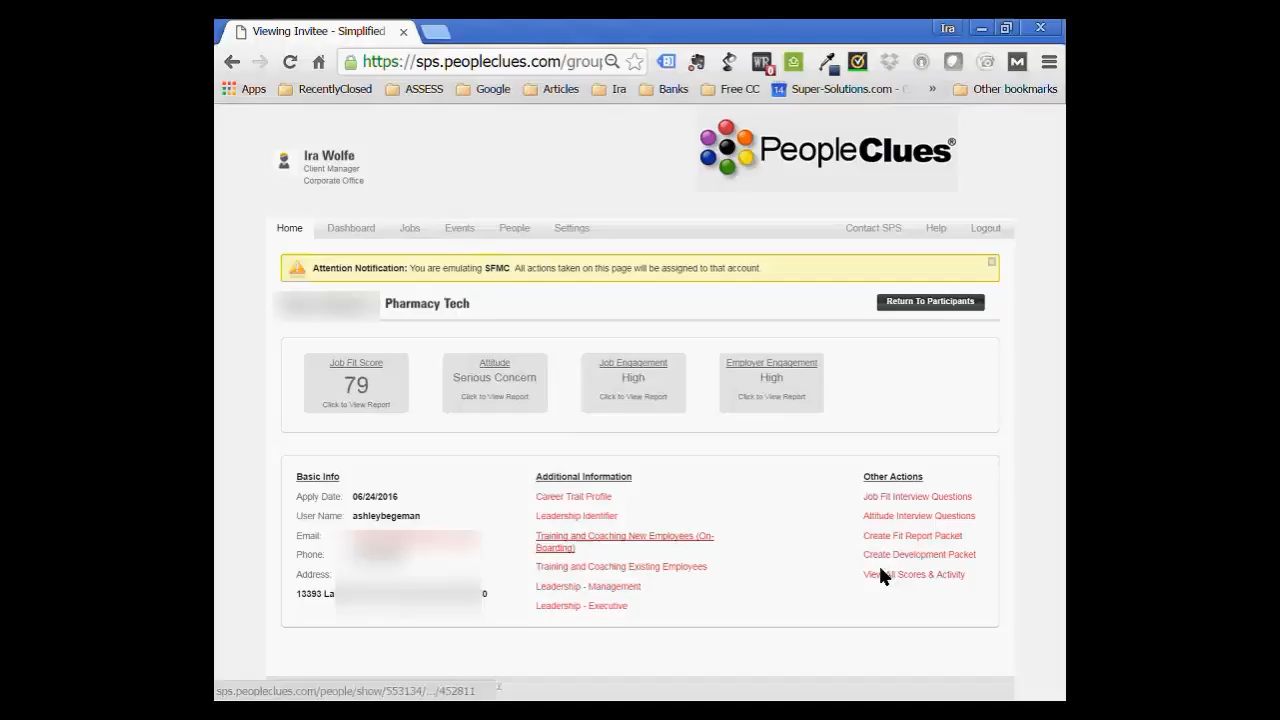 Viewing Invitee - Simplified
Ira
https://sps.peopleclues.com/group
Apps RecentlyClosed ASSESS Google Articles Ira Banks Free CC 14 Super-Solutions.com - » Other bookmarks
Ira Wolfe
Client Manager
Corporate Office
PeopleClues®
Home Dashboard Jobs Events People Settings Contact SPS Help Logout
Attention Notification: You are emulating SFMC All actions taken on this page will be assigned to that account.
Pharmacy Tech
Return To Participants
Job Fit Score
79
Click to View Report
Attitude
Serious Concern
Click to View Report
Job Engagement
High
Click to View Report
Employer Engagement
High
Click to View Report
Basic Info
Apply Date: 06/24/2016
User Name: ashleybegeman
Email:
Phone:
Address:
13393 La 0
Additional Information
Career Trait Profile
Leadership Identifier
Training and Coaching New Employees (On-
Boarding)
Training and Coaching Existing Employees
Leadership - Management
Leadership - Executive
Other Actions
Job Fit Interview Questions
Attitude Interview Questions
Create Fit Report Packet
Create Development Packet
View All Scores & Activity
sps.peopleclues.com/people/show/553134/.../452811